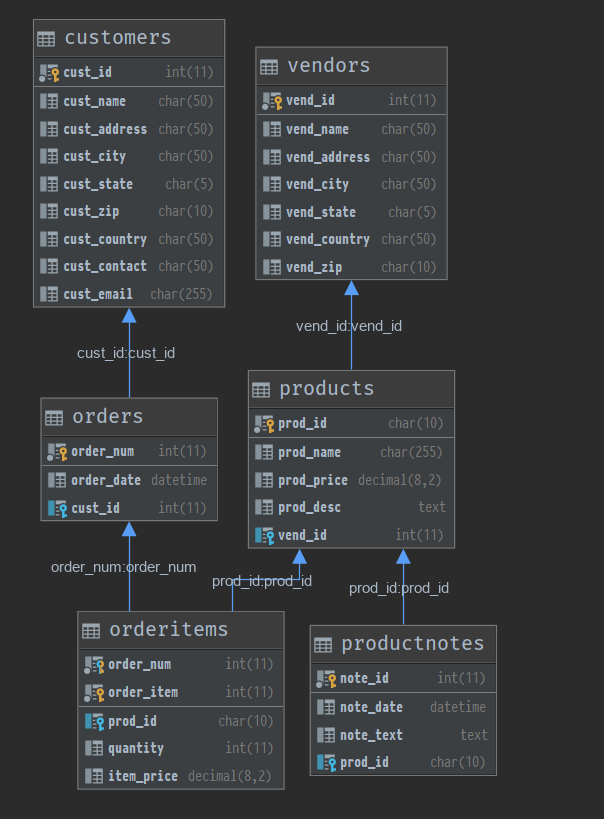 customers
cust_id int(11)
cust_name char(50)
cust_address char(50)
cust_city char(50)
cust_state char(5)
cust_zip char(10)
cust_country char(50)
cust_contact char(50)
cust_email char(255)
vendors
vend_id int(11)
vend_name char(50)
vend_address char(50)
vend_city char(50)
vend_state char(5)
vend_country char(50)
vend_zip char(10)
cust_id:cust_id
vend_id:vend_id
orders
order_num int(11)
order_date datetime
cust_id int(11)
products
prod_id char(10)
prod_name char(255)
prod_price decimal(8,2)
prod_desc text
vend_id int(11)
order_num:order_num
prod_id:prod_id
prod_id:prod_id
orderitems
order_num int(11)
order_item int(11)
prod_id char(10)
quantity int(11)
item_price decimal(8,2)
productnotes
note_id int(11)
note_date datetime
note_text text
prod_id char(10)